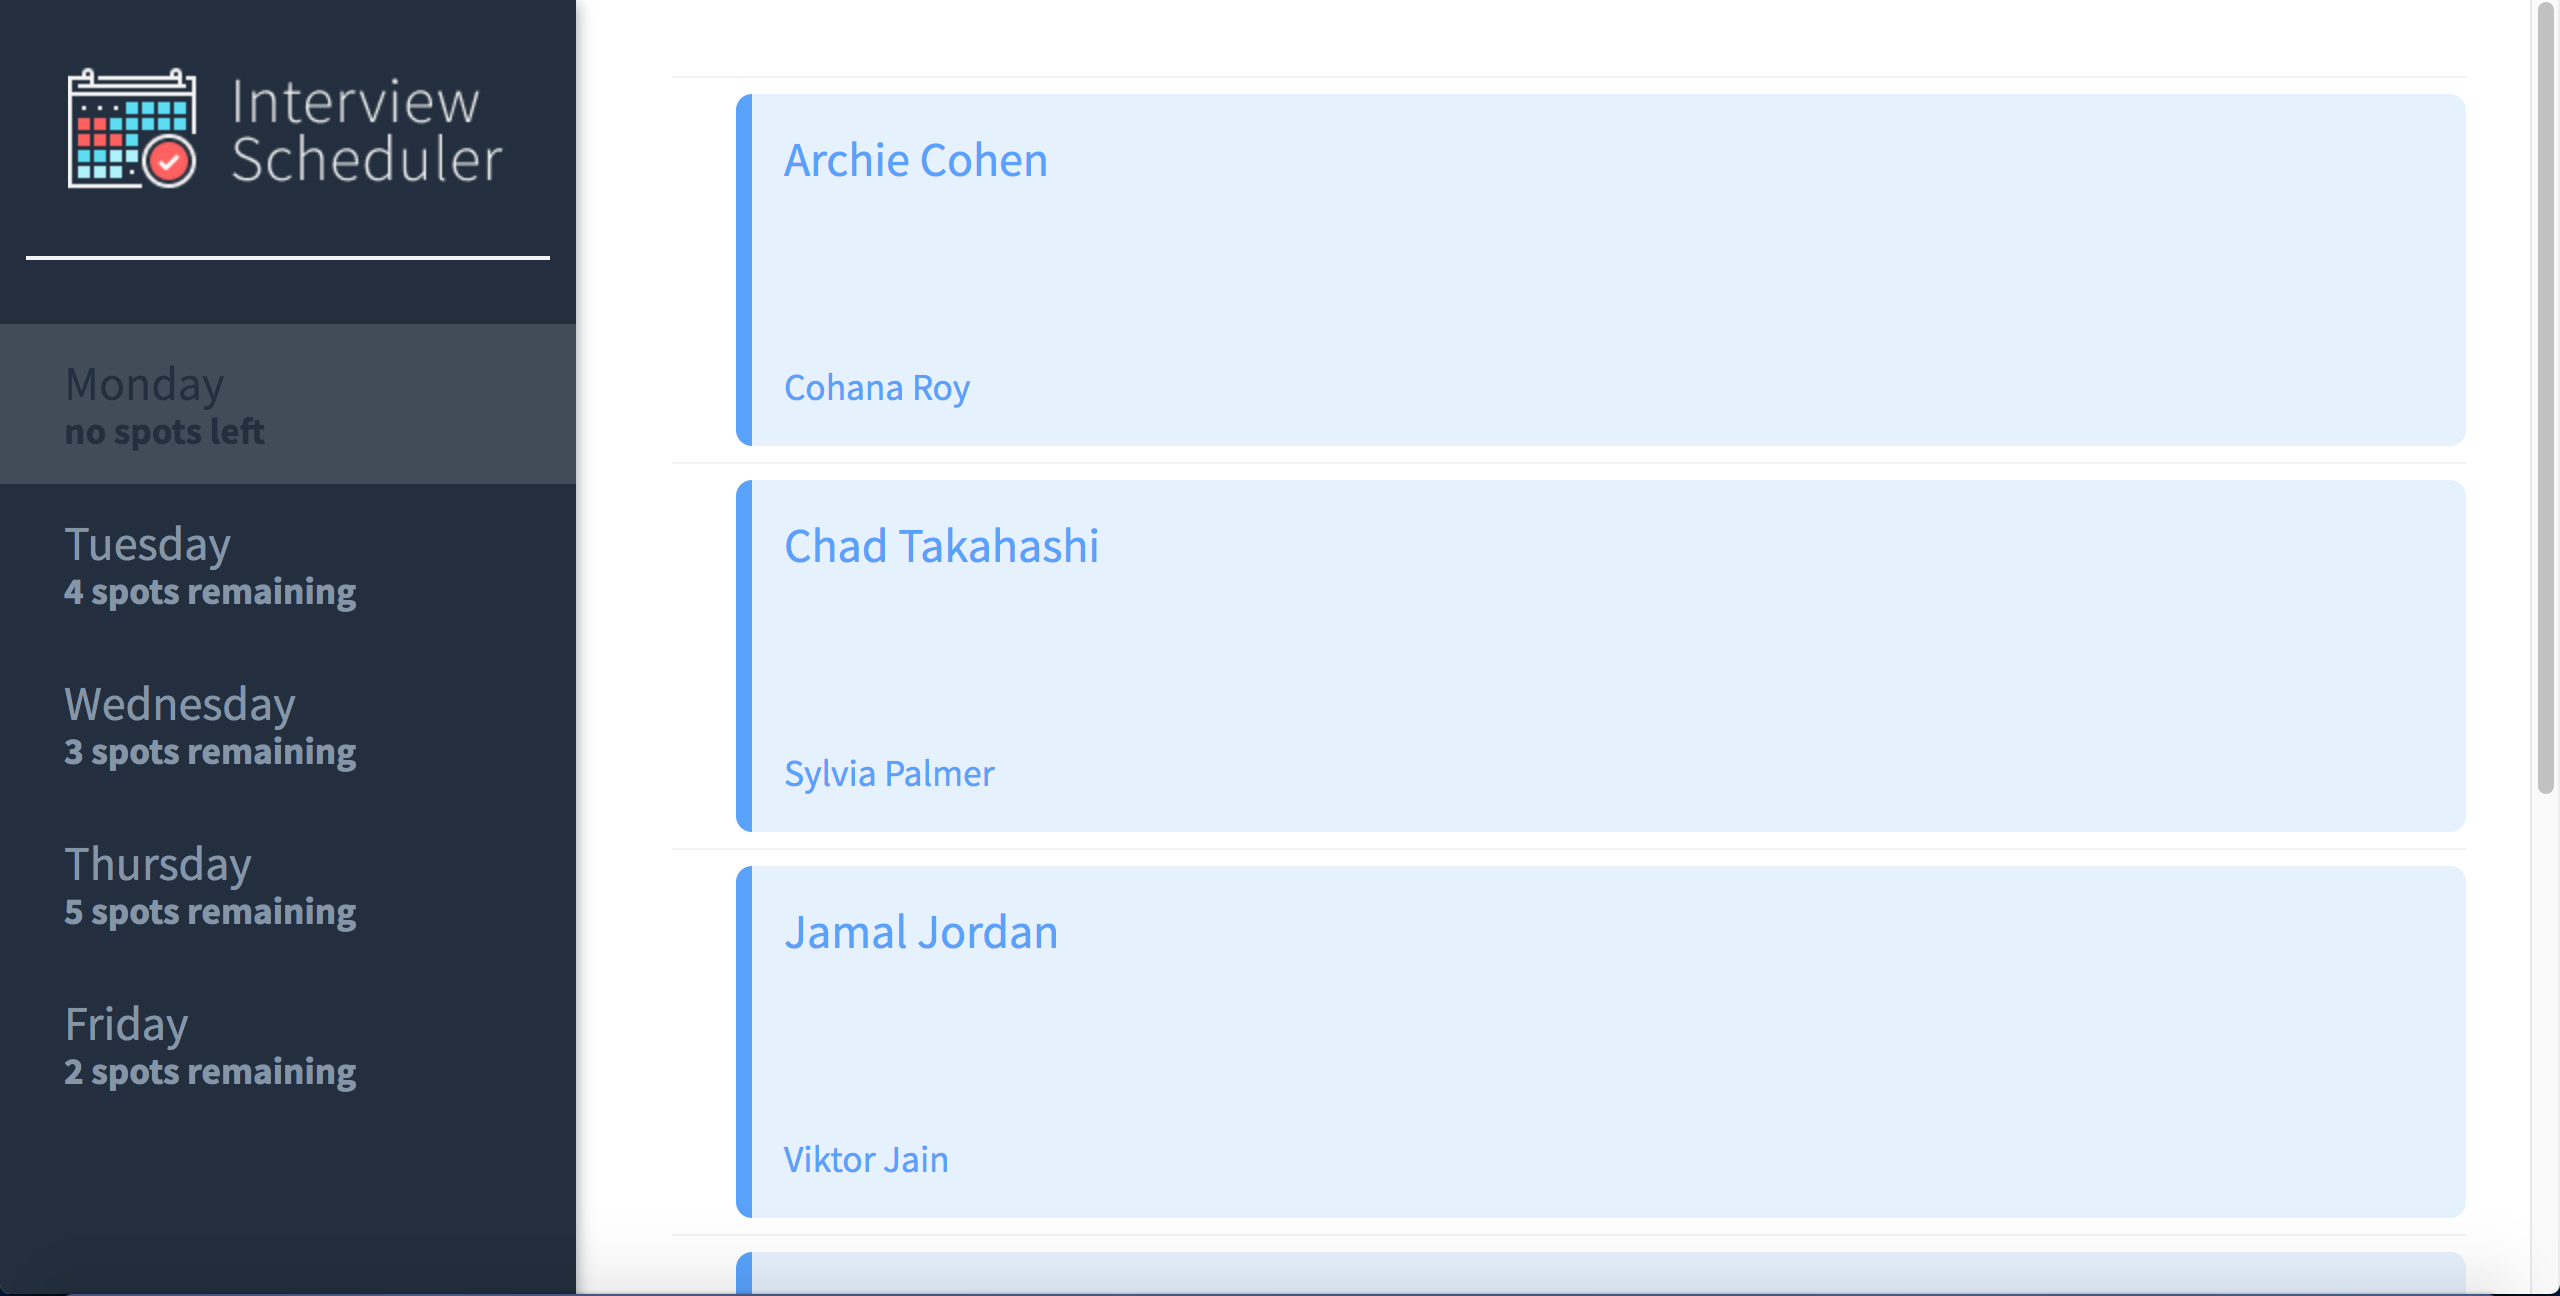 Interview
Scheduler
Monday
no spots left
Tuesday
4 spots remaining
Wednesday
3 spots remaining
Thursday
5 spots remaining
Friday
2 spots remaining
Archie Cohen
Cohana Roy
Chad Takahashi
Sylvia Palmer
Jamal Jordan
Viktor Jain